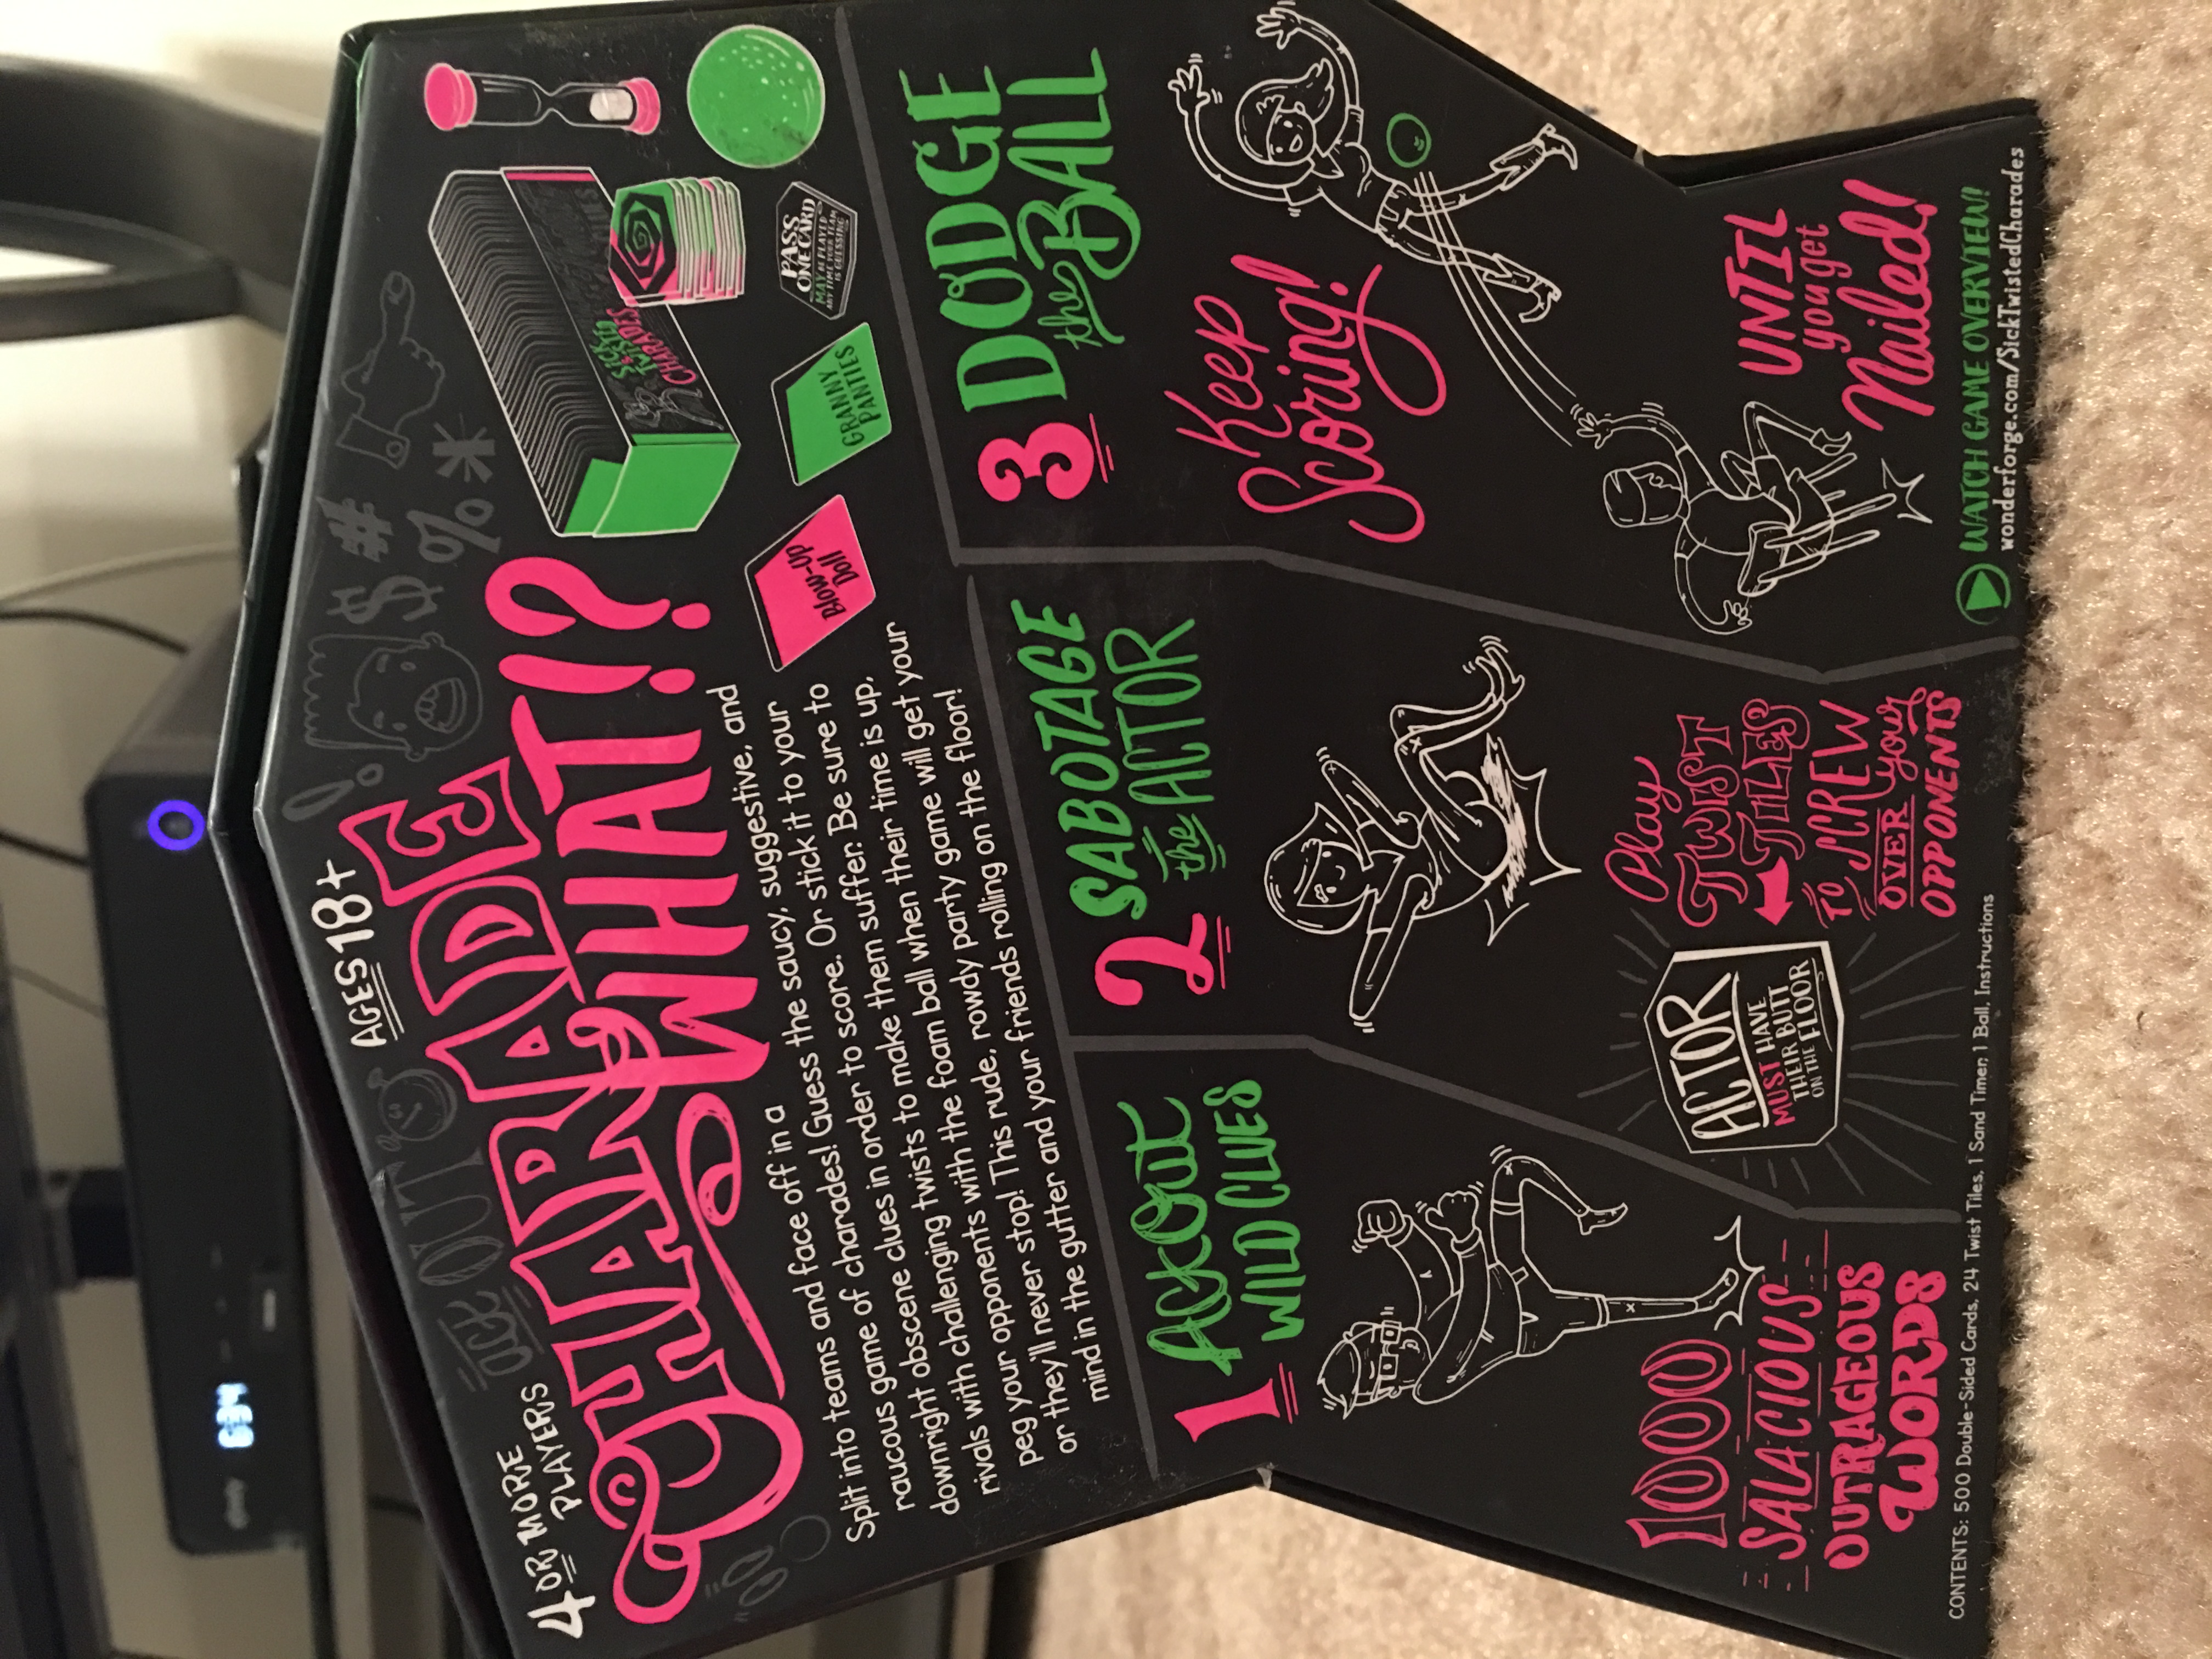 xfinity
6:34
AGES 18+
act OUT
! $ # % *
4 OR MORE
PLAYERS
CHARADE
WHAT!?
SICK
&
TWISTED
CHARADES
Split into teams and face off in a
raucous game of charades! Guess the saucy, suggestive, and
downright obscene clues in order to score. Or stick it to your
rivals with challenging twists to make them suffer. Be sure to
peg your opponents with the foam ball when their time is up,
or they'll never stop! This rude, rowdy party game will get your
mind in the gutter and your friends rolling on the floor!
Blow-Up
Doll
GRANNY
PANTIES
PASS
ONE CARD
MAY BE PLAYED
ANY TIME YOUR TEAM
IS GUESSING
1 Act Out
WILD CLUES
1000
SALACIOUS
OUTRAGEOUS
WORDS
2 SABOTAGE
the ACTOR
ACTOR
MUST HAVE
THEIR BUTT
ON THE FLOOR
Play
TWIST
TILES
TO SCREW
OVER your
OPPONENTS
3 DODGE
the BALL
Keep
Scoring!
UNTIL
you get
Nailed!
CONTENTS: 500 Double-Sided Cards, 24 Twist Tiles, 1 Sand Timer, 1 Ball, Instructions
WATCH GAME OVERVIEW!
wonderforge.com/SickTwistedCharades